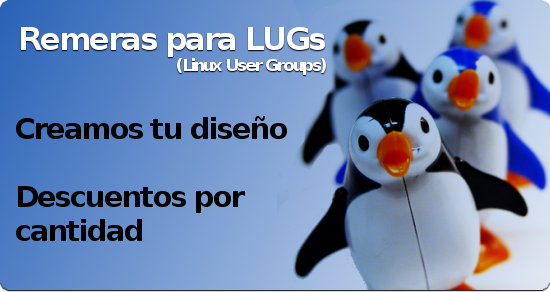 Remeras para LUGs
(Linux User Groups)
Creamos tu diseño
Descuentos por
cantidad